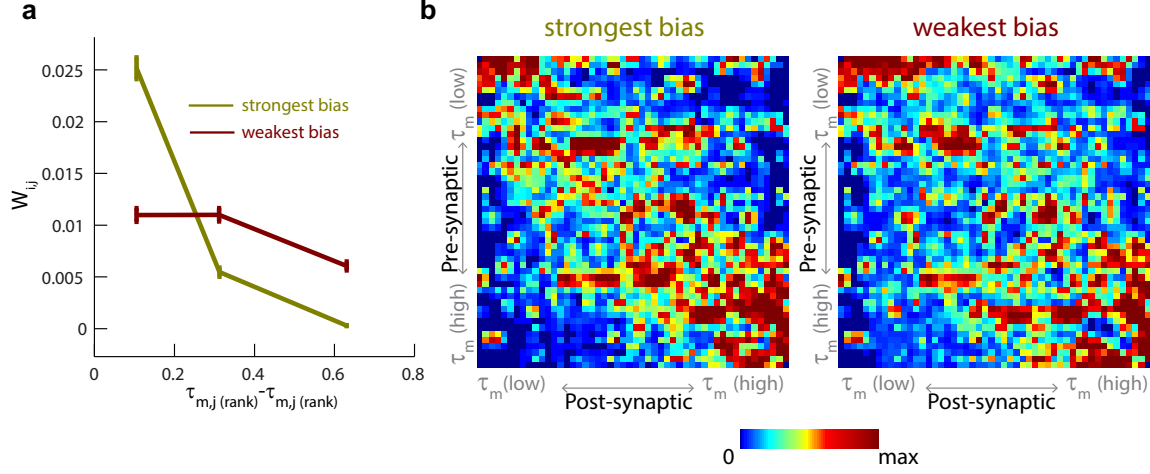 a
0.025
0.02
0.015
0.01
0.005
0
W i,j
strongest bias
weakest bias
0
0.2
0.4
0.6
0.8
τm,j (rank)-τm,j (rank)
b
strongest bias
weakest bias
τm (low)
Pre-synaptic
τm (high)
τm (low)
τm (high)
Post-synaptic
τm (low)
Pre-synaptic
τm (high)
τm (low)
τm (high)
Post-synaptic
0
max